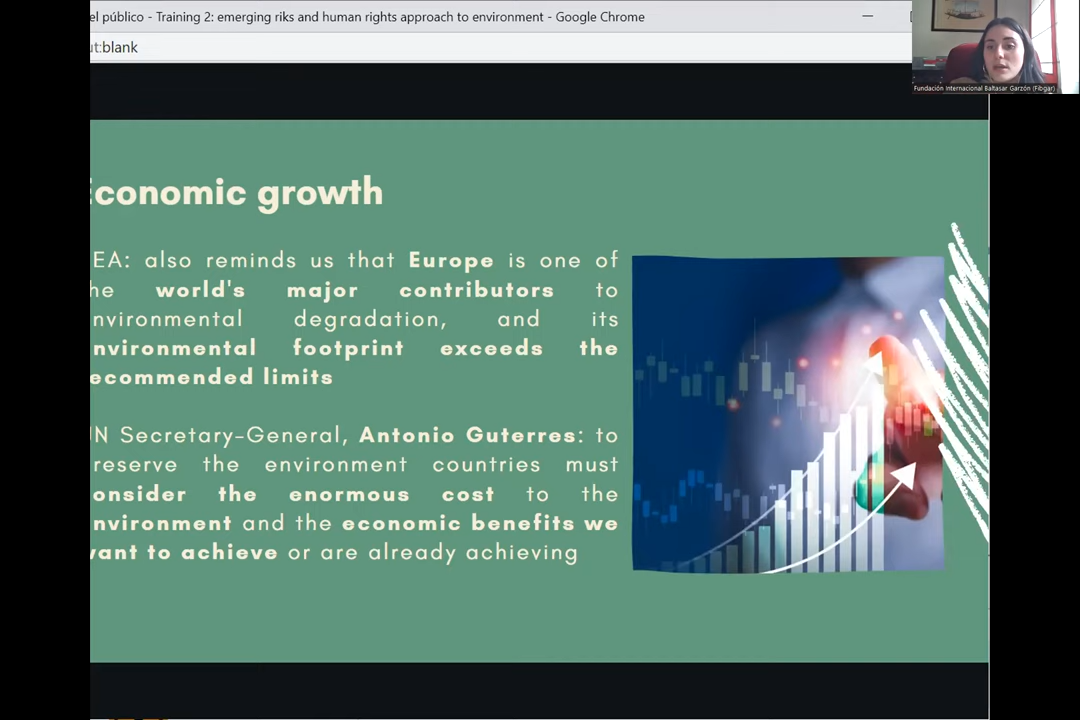 el público - Training 2: emerging riks and human rights approach to environment - Google Chrome
ut:blank
Fundación Internacional Baltasar Garzón (Fibgar)
Economic growth
EA: also reminds us that Europe is one of
he world's major contributors to
nvironmental degradation, and its
nvironmental footprint exceeds the
ecommended limits
UN Secretary-General, Antonio Guterres: to
reserve the environment countries must
onsider the enormous cost to the
nvironment and the economic benefits we
want to achieve or are already achieving